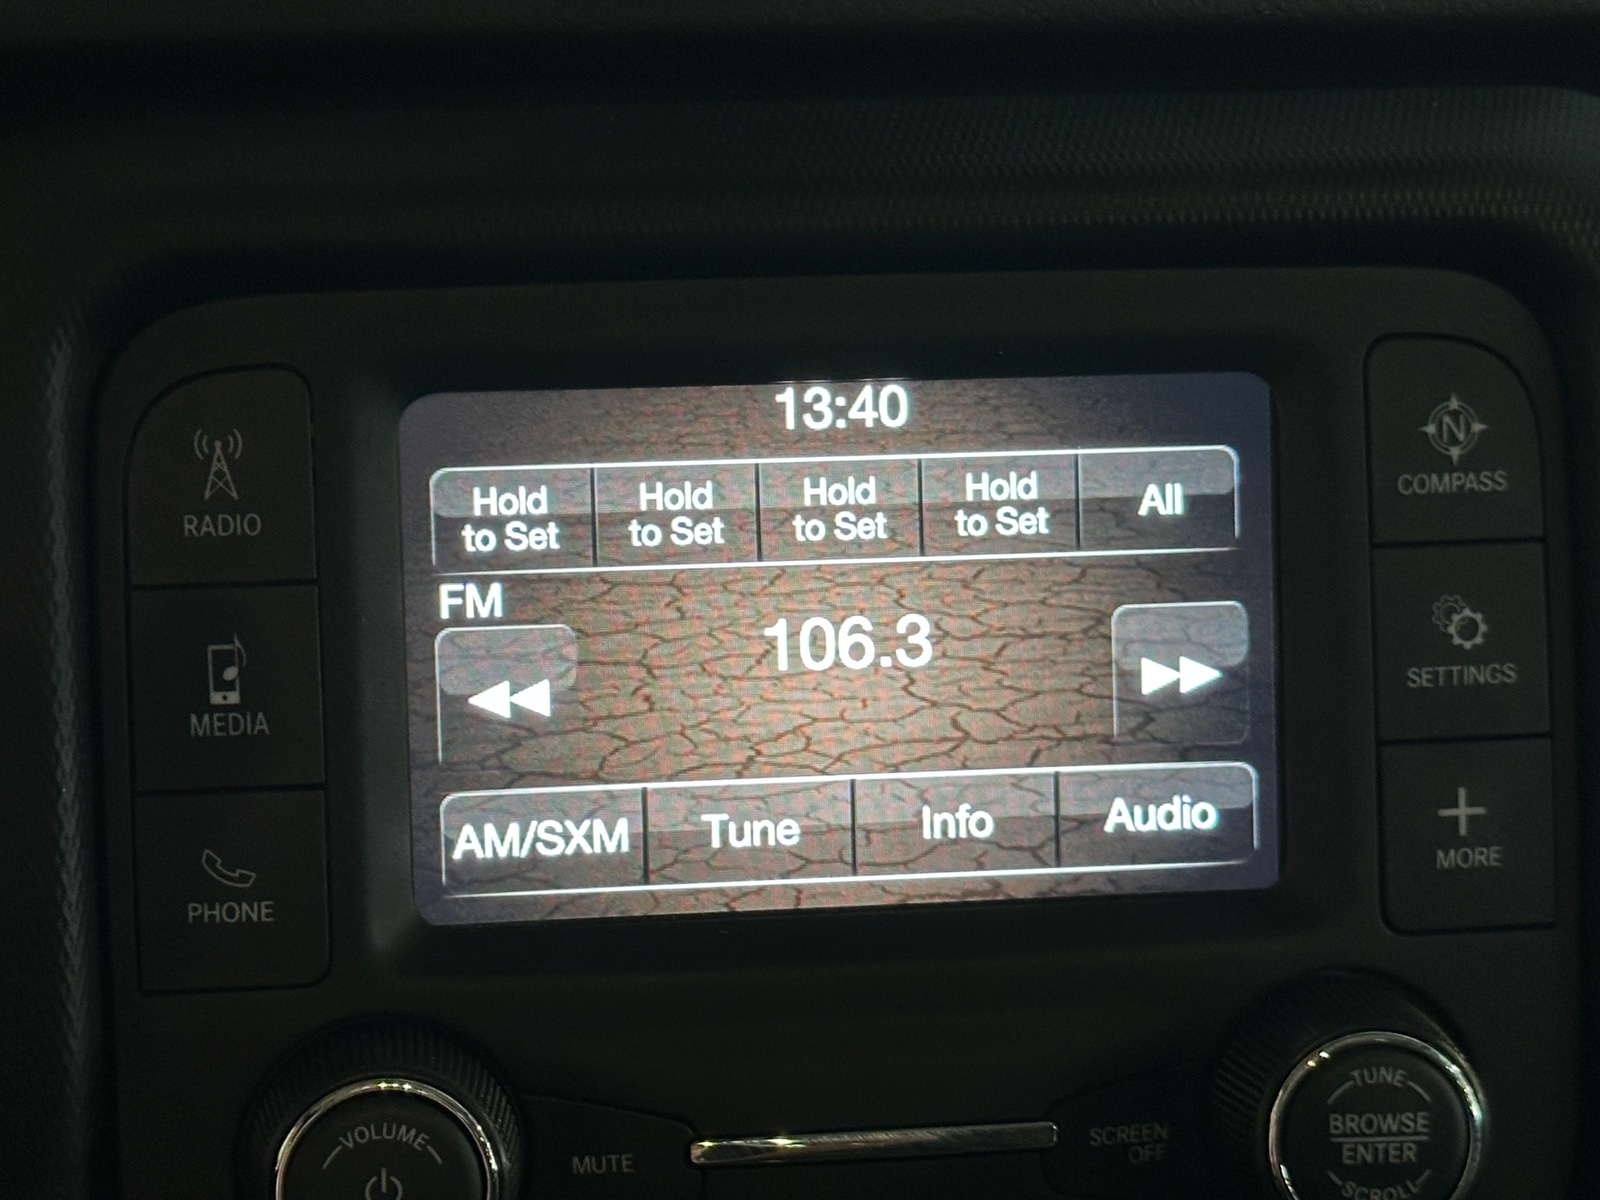 13:40
Hold to Set
Hold to Set
Hold to Set
Hold to Set
All
FM
106.3
AM/SXM
Tune
Info
Audio
RADIO
MEDIA
PHONE
N
COMPASS
SETTINGS
MORE
VOLUME
MUTE
SCREEN
OFF
TUNE
BROWSE
ENTER
SCROLL